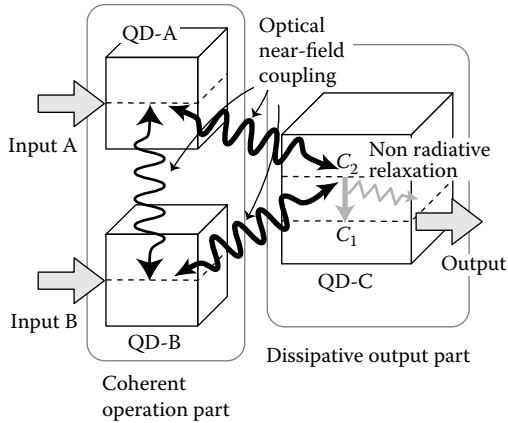 QD-A
Optical
near-field
coupling
Input A
C2
Non radiative
relaxation
C1
Output
QD-C
Input B
QD-B
Dissipative output part
Coherent
operation part